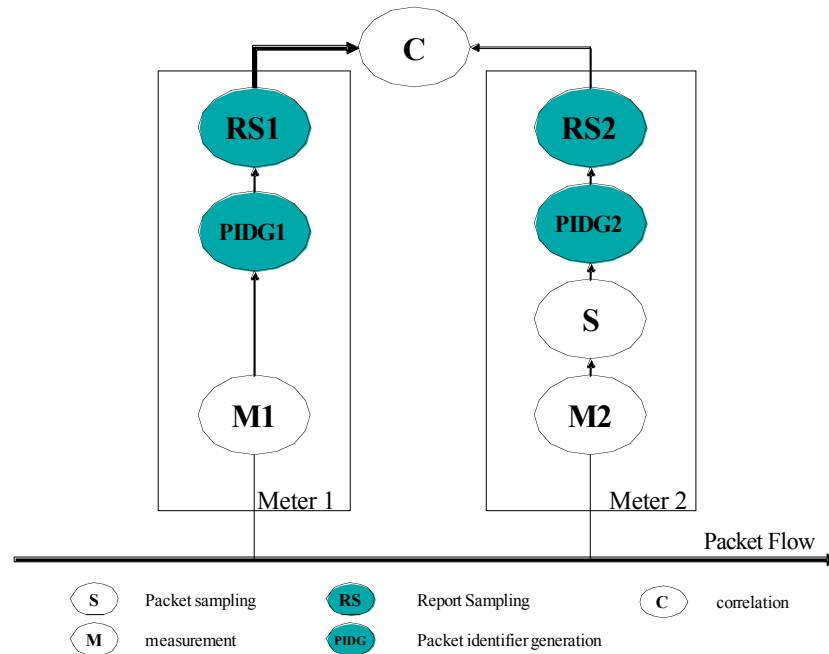 C
RS1
RS2
PIDG1
PIDG2
S
M1
M2
Meter 1
Meter 2
Packet Flow
S Packet sampling RS Report Sampling C correlation
M measurement PIDG Packet identifier generation